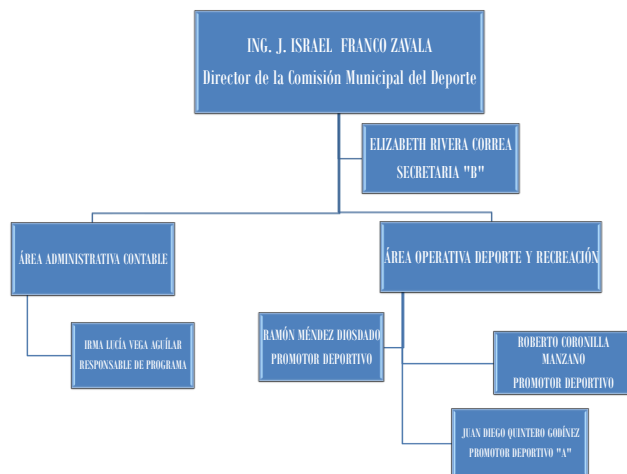 ING. J. ISRAEL FRANCO ZAVALA
Director de la Comisión Municipal del Deporte
ELIZABETH RIVERA CORREA
SECRETARIA "B"
ÁREA ADMINISTRATIVA CONTABLE
ÁREA OPERATIVA DEPORTE Y RECREACIÓN
IRMA LUCÍA VEGA AGUÍLAR
RESPONSABLE DE PROGRAMA
RAMÓN MÉNDEZ DIOSDADO
PROMOTOR DEPORTIVO
ROBERTO CORONILLA
MANZANO
PROMOTOR DEPORTIVO
JUAN DIEGO QUINTERO GODÍNEZ
PROMOTOR DEPORTIVO "A"